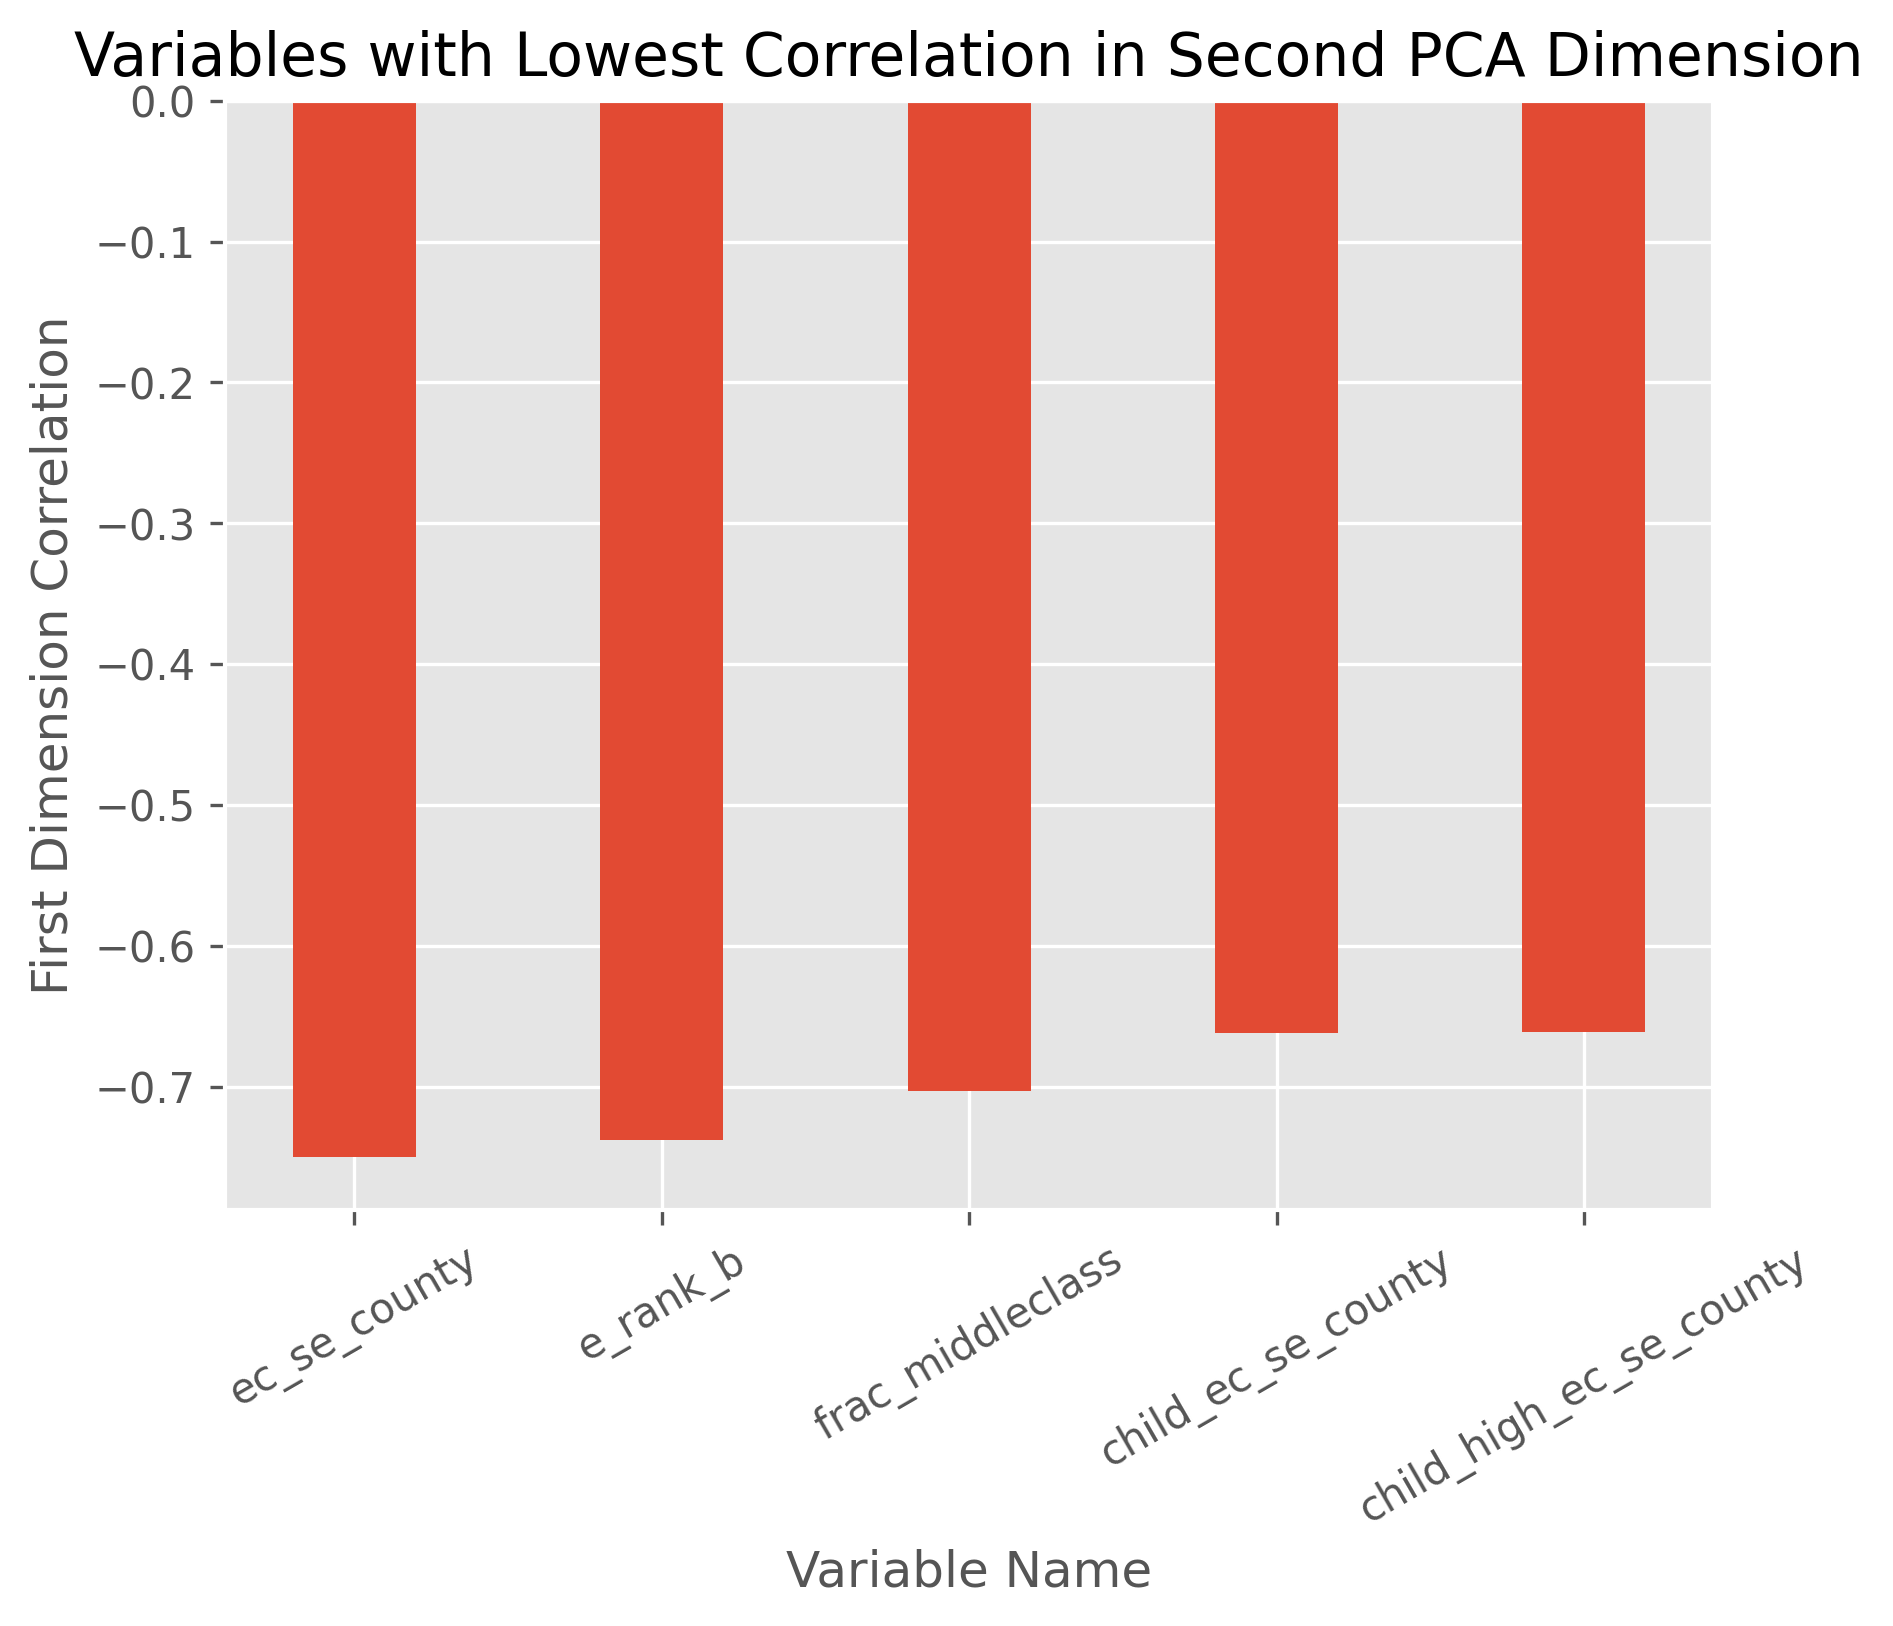 Variables with Lowest Correlation in Second PCA Dimension
0.0
−0.1
−0.2
−0.3
−0.4
−0.5
−0.6
−0.7
First Dimension Correlation
ec_se_county
e_rank_b
frac_middleclass
child_ec_se_county
child_high_ec_se_county
Variable Name